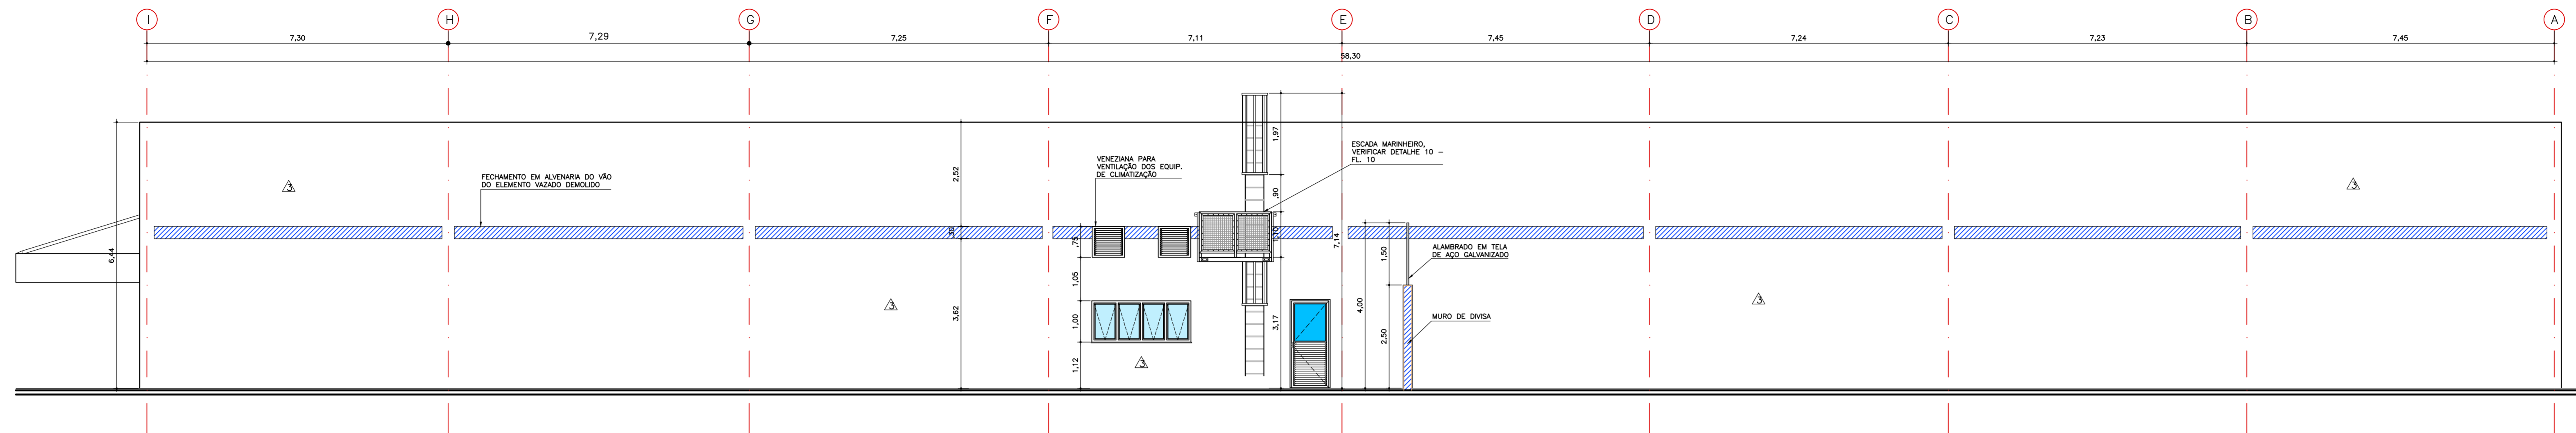 I H G F E D C B A
7,30 7,29 7,25 7,11 7,45 7,24 7,23 7,45
58,30
6,44
3
FECHAMENTO EM ALVENARIA DO VÃO
DO ELEMENTO VAZADO DEMOLIDO
2,52
,30
3,62
3
VENEZIANA PARA
VENTILAÇÃO DOS EQUIP.
DE CLIMATIZAÇÃO
,75
1,05
1,00
1,12
3
1,97
,90
1,10
3,17
7,14
ESCADA MARINHEIRO,
VERIFICAR DETALHE 10 –
FL. 10
4,00
1,50
2,50
ALAMBRADO EM TELA
DE AÇO GALVANIZADO
MURO DE DIVISA
3
3